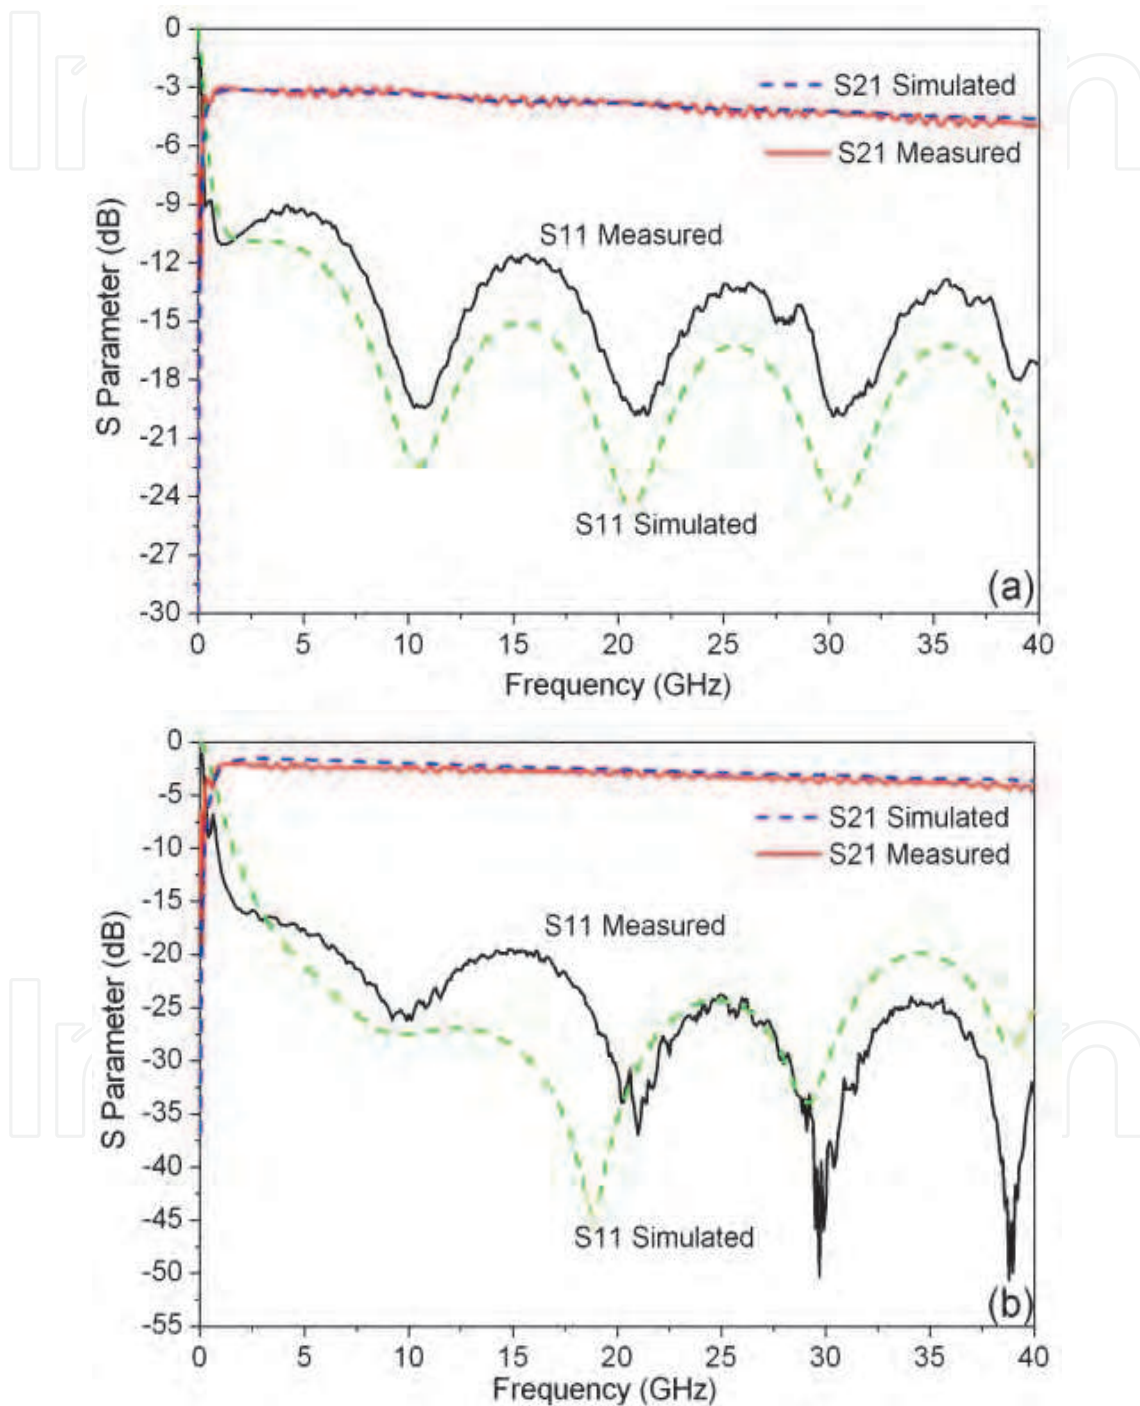 0
-3
-6
-9
-12
-15
-18
-21
-24
-27
-30
S Parameter (dB)
S21 Simulated
S21 Measured
S11 Measured
S11 Simulated
(a)
0 5 10 15 20 25 30 35 40
Frequency (GHz)
0
-5
-10
-15
-20
-25
-30
-35
-40
-45
-50
-55
S Parameter (dB)
S21 Simulated
S21 Measured
S11 Measured
S11 Simulated
(b)
0 5 10 15 20 25 30 35 40
Frequency (GHz)